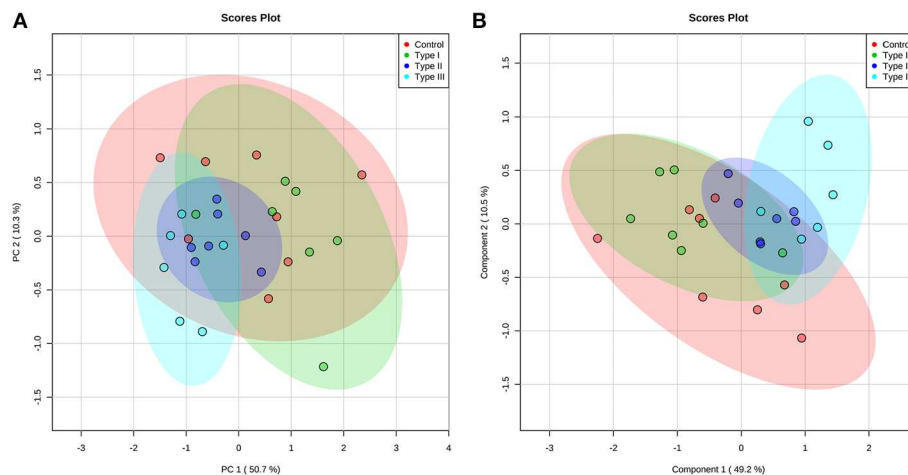 A
Scores Plot
Control
Type I
Type II
Type III
PC 2 ( 10.3 %)
1.5
1.0
0.5
0.0
-0.5
-1.0
-1.5
-3 -2 -1 0 1 2 3 4
PC 1 ( 50.7 %)
B
Scores Plot
Contro
Type I
Type I
Type I
Component 2 ( 10.5 %)
1.5
1.0
0.5
0.0
-0.5
-1.0
-1.5
-3 -2 -1 0 1 2
Component 1 ( 49.2 %)